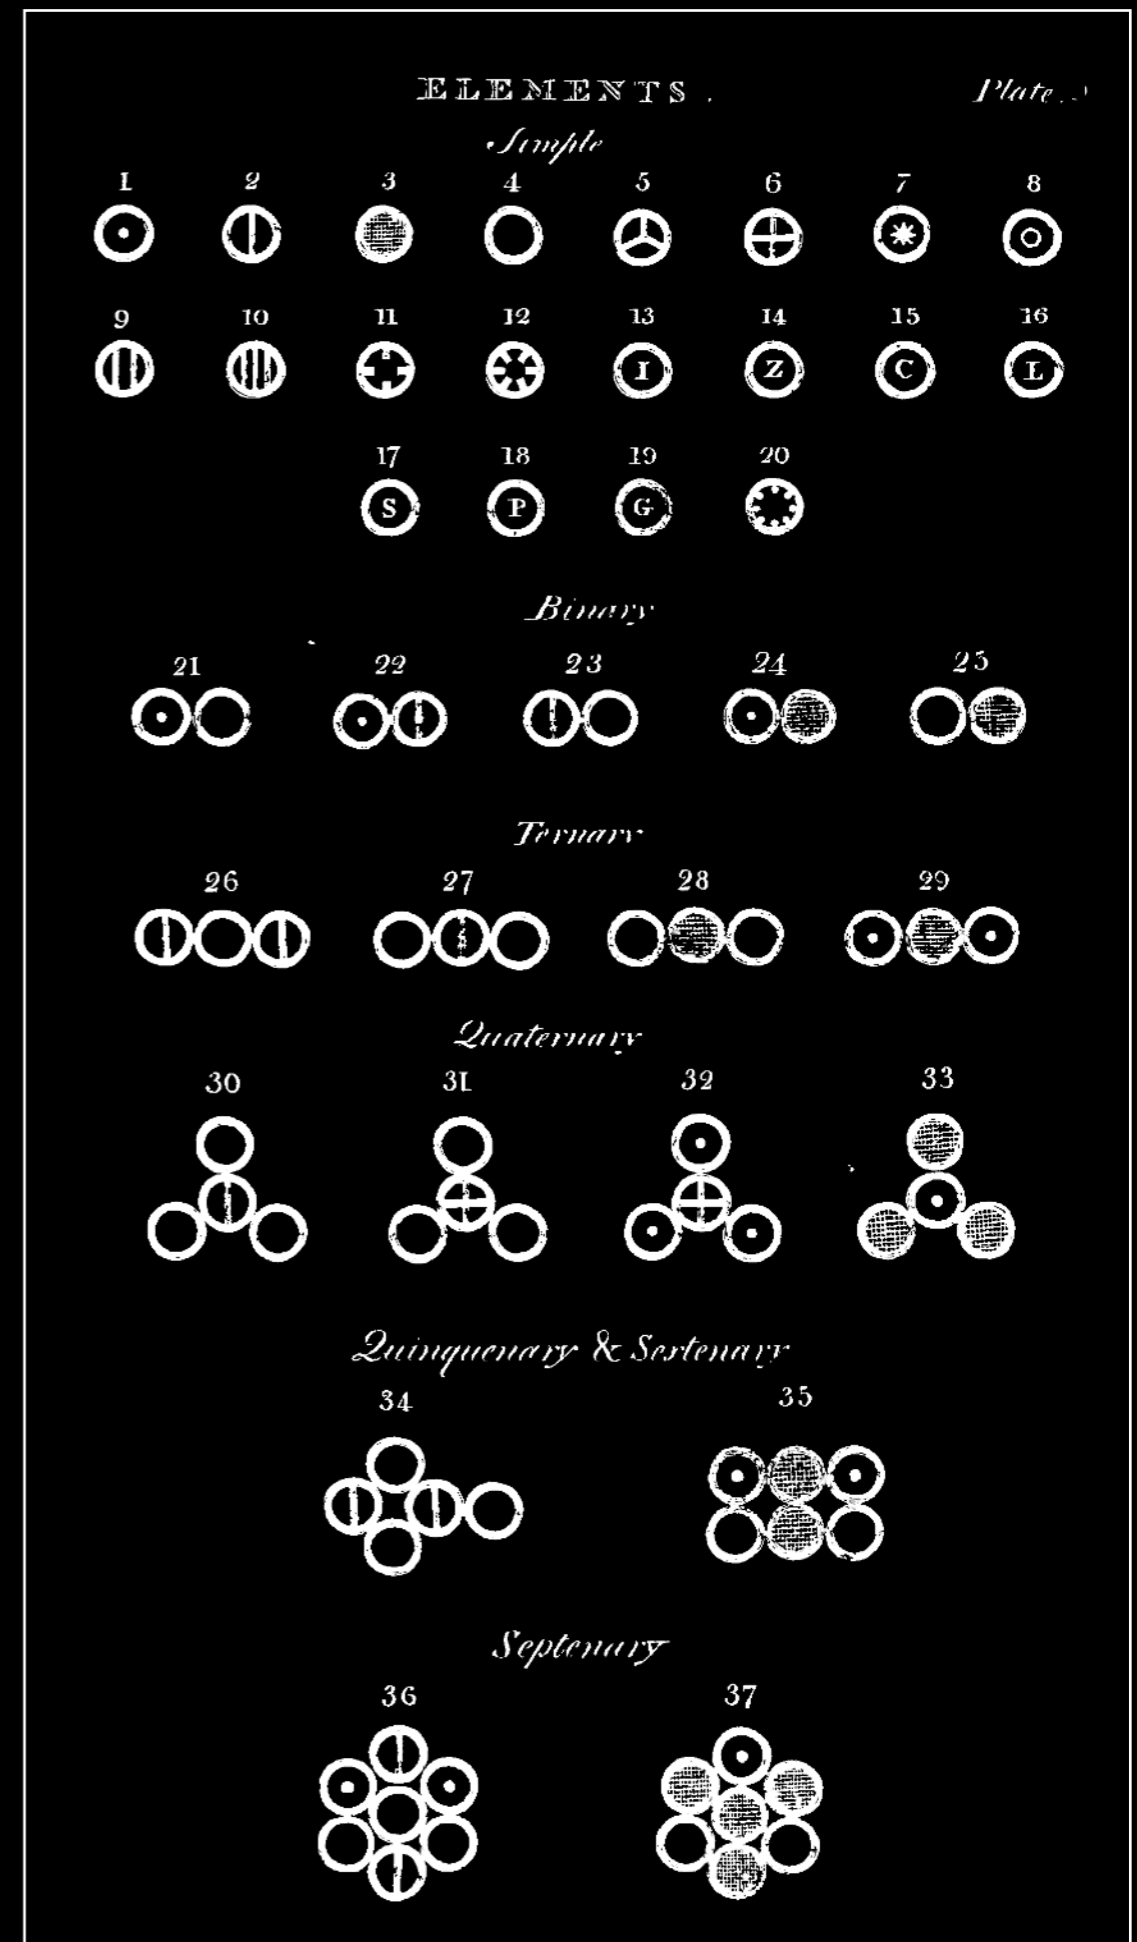 ELEMENTS. Plate.
Simple
1 2 3 4 5 6 7 8
9 10 11 12 13 14 15 16
I Z C L
17 18 19 20
S P G
Binary
21 22 23 24 25
Ternary
26 27 28 29
Quaternary
30 31 32 33
Quinquenary & Sextenary
34 35
Septenary
36 37